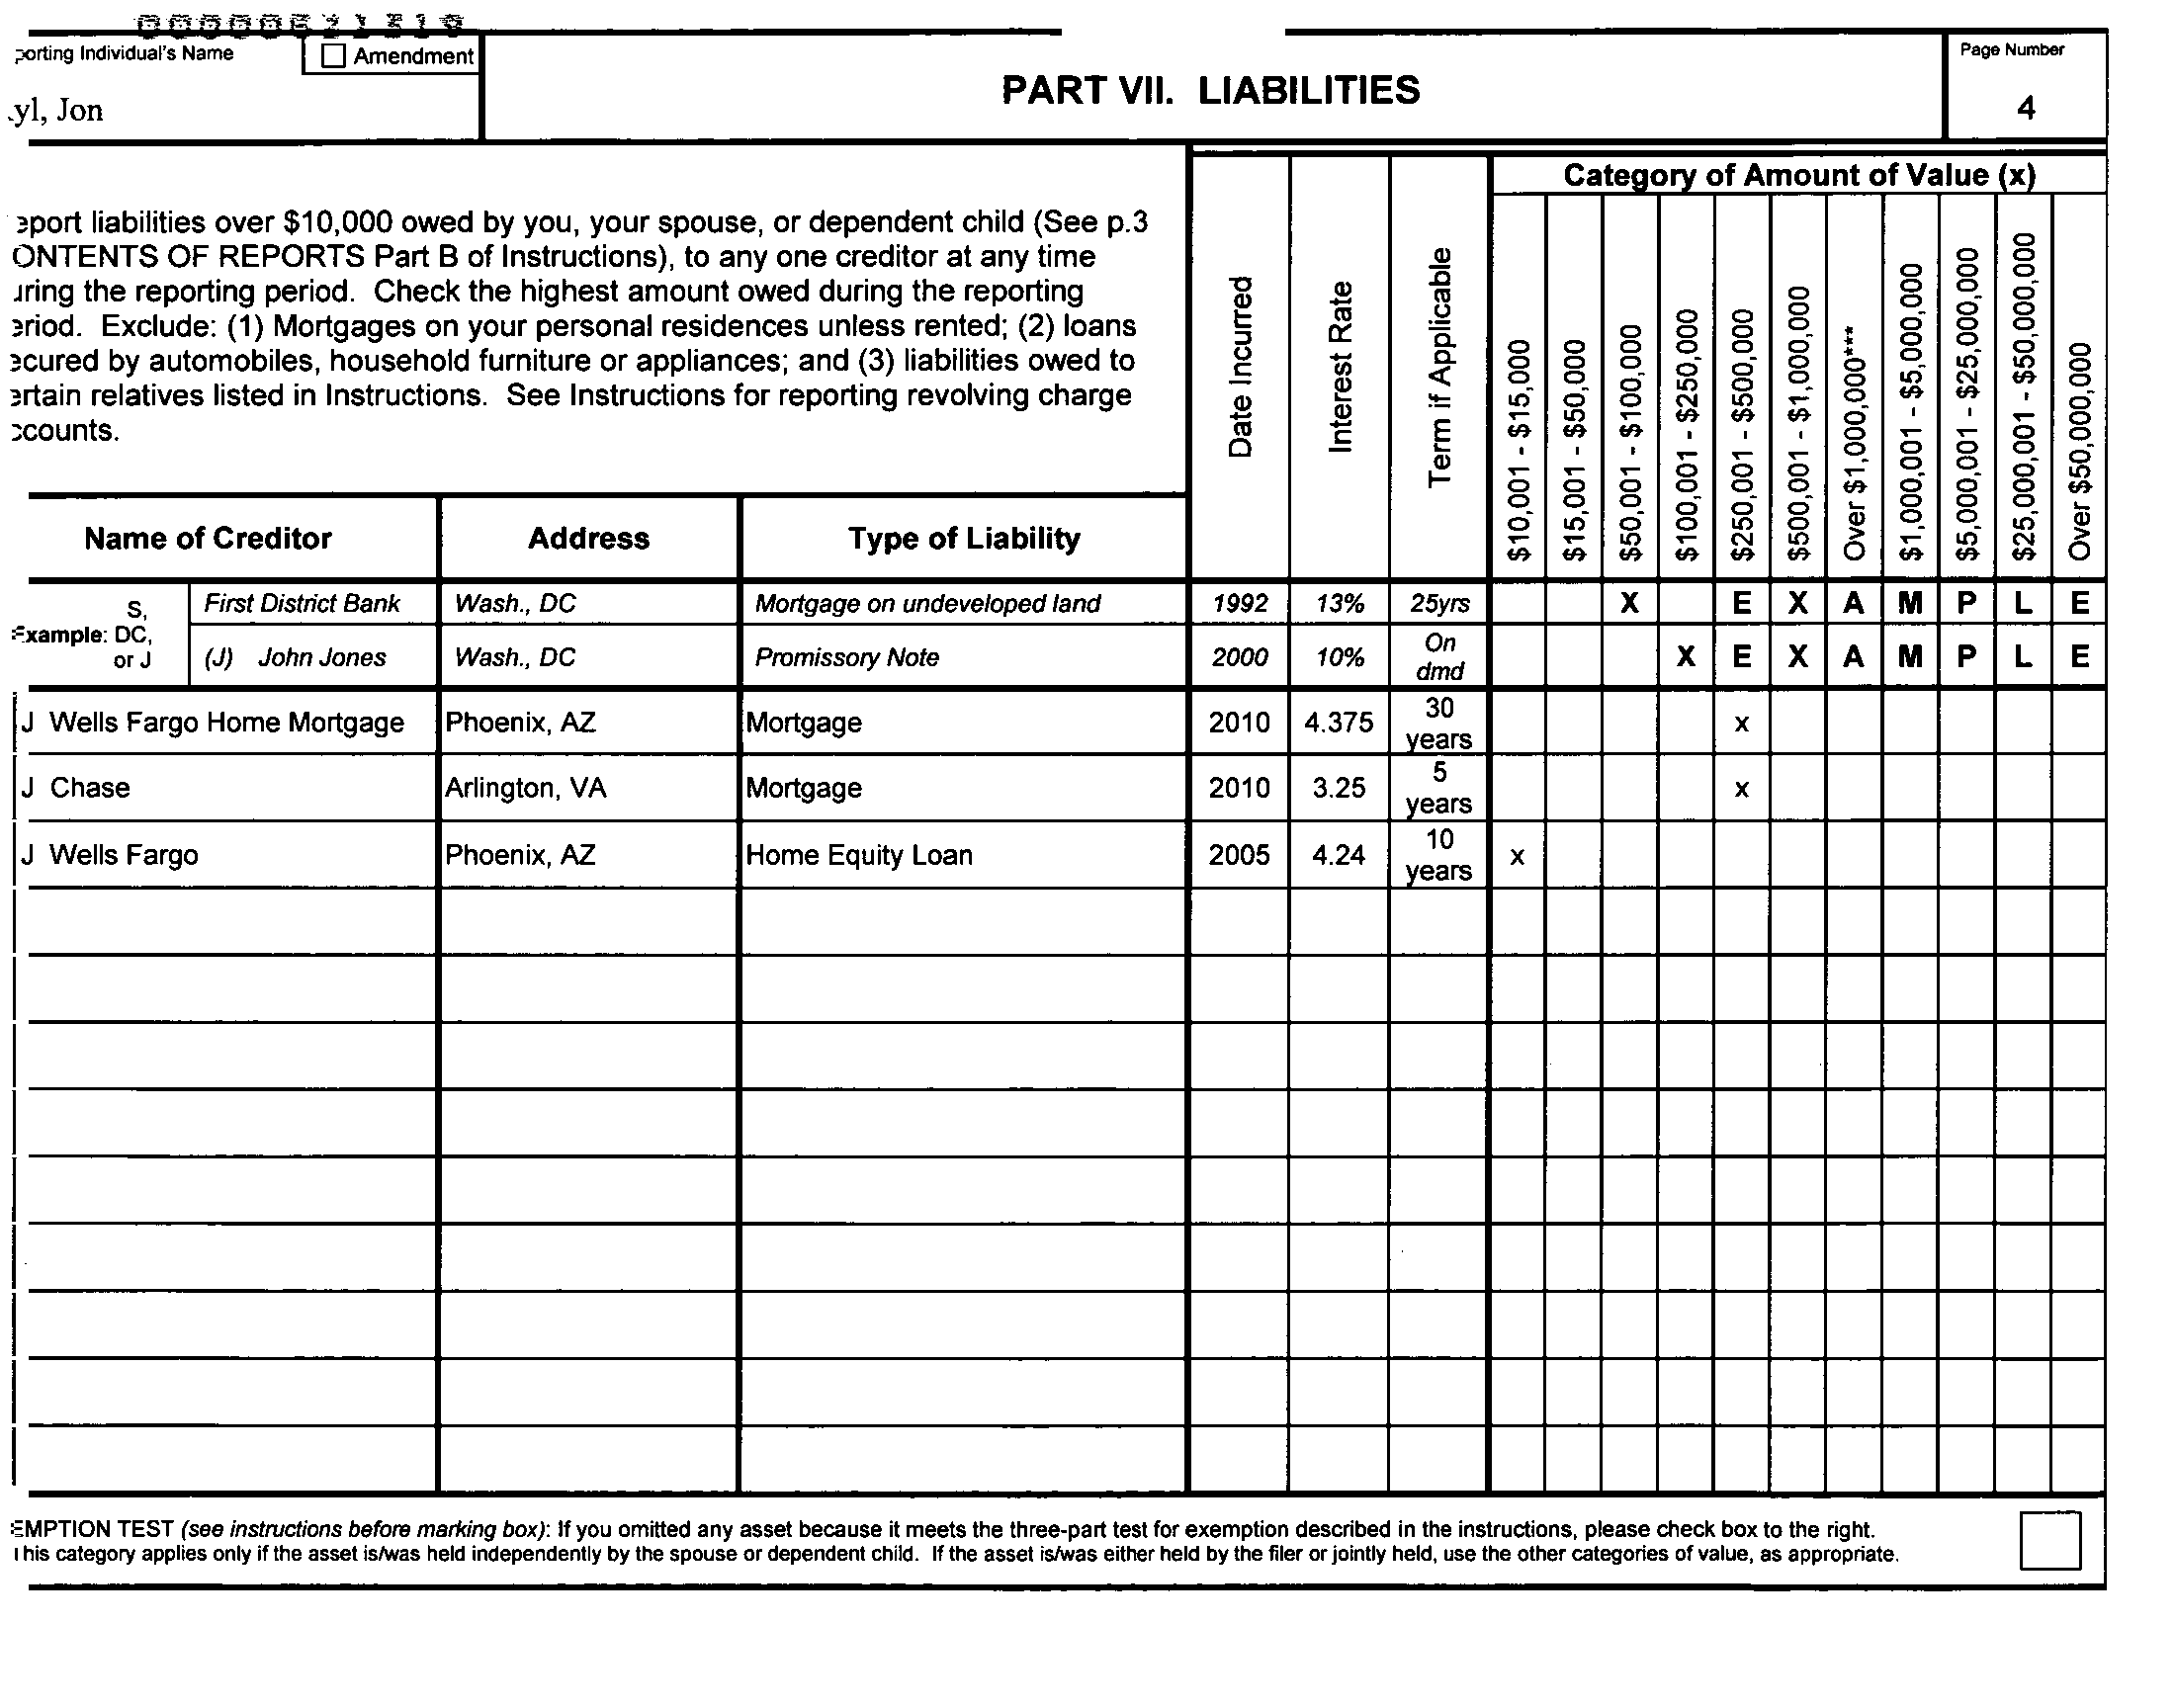 porting Individual's Name
Amendment
yl, Jon
PART VII. LIABILITIES
Page Number
4
eport liabilities over $10,000 owed by you, your spouse, or dependent child (See p.3
ONTENTS OF REPORTS Part B of Instructions), to any one creditor at any time
uring the reporting period. Check the highest amount owed during the reporting
eriod. Exclude: (1) Mortgages on your personal residences unless rented; (2) loans
ecured by automobiles, household furniture or appliances; and (3) liabilities owed to
ertain relatives listed in Instructions. See Instructions for reporting revolving charge
ccounts.
Date Incurred
Interest Rate
Term if Applicable
Category of Amount of Value (x)
$10,001 - $15,000
$15,001 - $50,000
$50,001 - $100,000
$100,001 - $250,000
$250,001 - $500,000
$500,001 - $1,000,000
Over $1,000,000***
$1,000,001 - $5,000,000
$5,000,001 - $25,000,000
$25,000,001 - $50,000,000
Over $50,000,000
Name of Creditor Address Type of Liability
Example: S, DC, or J
First District Bank Wash., DC Mortgage on undeveloped land 1992 13% 25yrs X E X A M P L E
(J) John Jones Wash., DC Promissory Note 2000 10% On dmd X E X A M P L E
J Wells Fargo Home Mortgage Phoenix, AZ Mortgage 2010 4.375 30 years x
J Chase Arlington, VA Mortgage 2010 3.25 5 years x
J Wells Fargo Phoenix, AZ Home Equity Loan 2005 4.24 10 years x
EMPTION TEST (see instructions before marking box): If you omitted any asset because it meets the three-part test for exemption described in the instructions, please check box to the right.
This category applies only if the asset is/was held independently by the spouse or dependent child. If the asset is/was either held by the filer or jointly held, use the other categories of value, as appropriate.